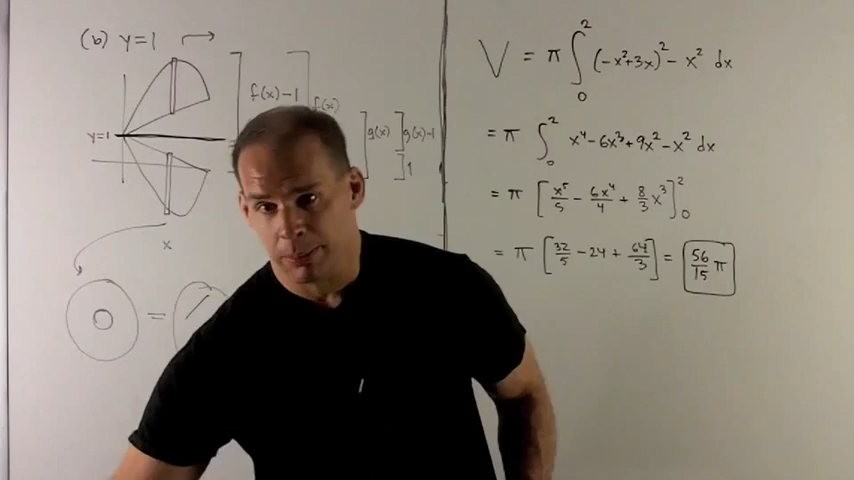 (b) y=1
f(x)-1
f(x)
g(x)
g(x)-1
y=1
1
x
=
V = π ∫₀² (-x²+3x)² - x² dx
= π ∫₀² x⁴-6x³+9x²-x² dx
= π [x⁵/5 - 6x⁴/4 + 8/3 x³]₀²
= π [32/5 - 24 + 64/3] = 56/15 π